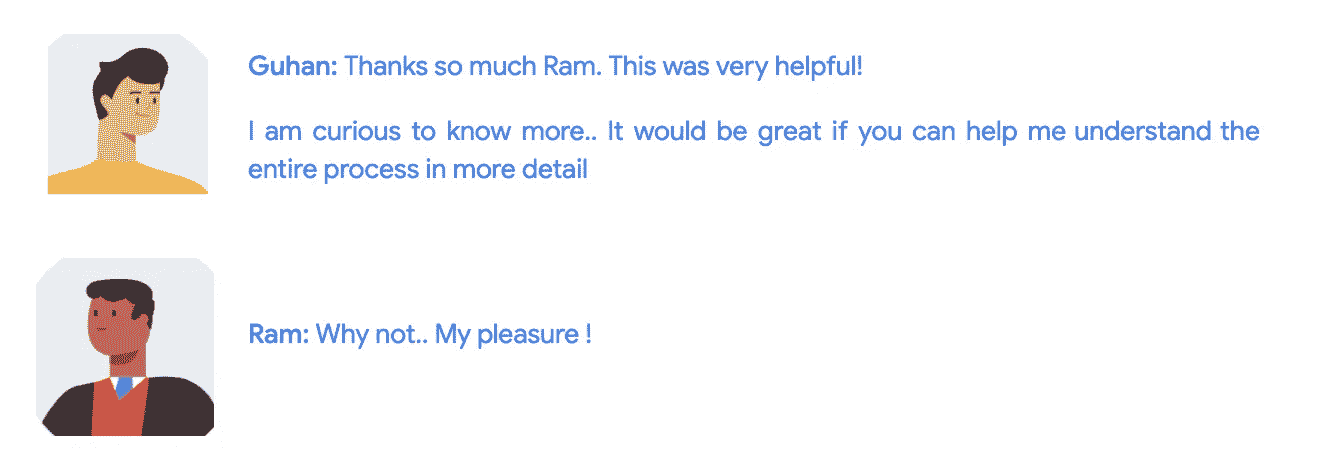 Guhan: Thanks so much Ram. This was very helpful!
I am curious to know more.. It would be great if you can help me understand the
entire process in more detail
Ram: Why not.. My pleasure !